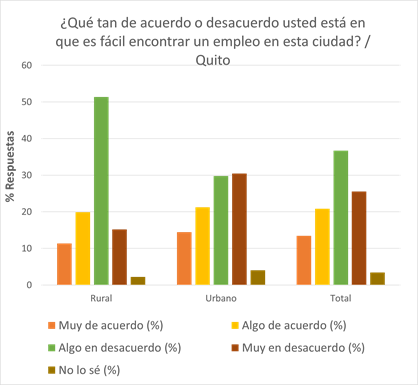 ¿Qué tan de acuerdo o desacuerdo usted está en
que es fácil encontrar un empleo en esta ciudad? /
Quito
% Respuestas
60
50
40
30
20
10
0
Rural Urbano Total
Muy de acuerdo (%) Algo de acuerdo (%)
Algo en desacuerdo (%) Muy en desacuerdo (%)
No lo sé (%)